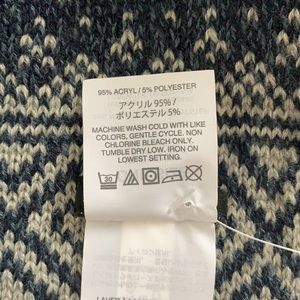 95% ACRYL / 5% POLYESTER
アクリル 95% /
ポリエステル 5%
MACHINE WASH COLD WITH LIKE
COLORS, GENTLE CYCLE. NON
CHLORINE BLEACH ONLY.
TUMBLE DRY LOW. IRON ON
LOWEST SETTING.
30